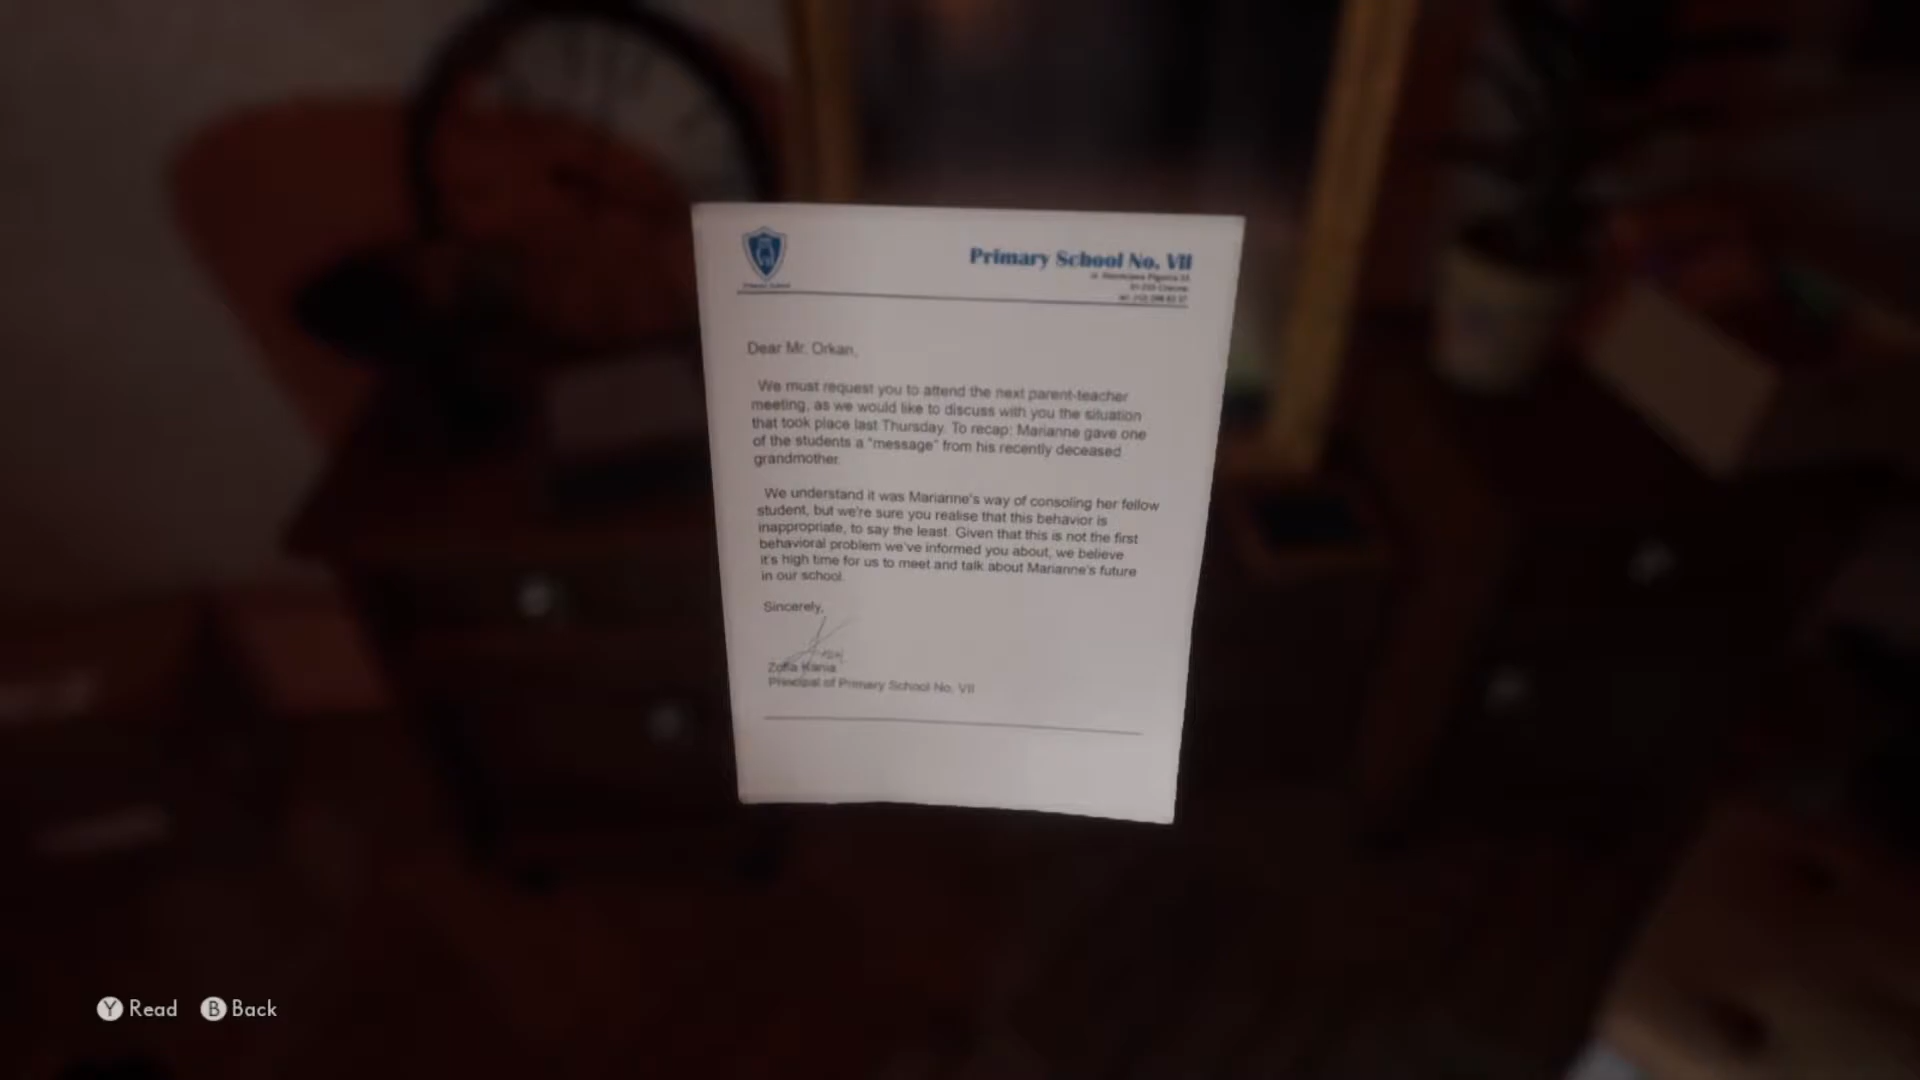 Primary School No. VII
Dear Mr. Orkan,
We must request you to attend the next parent-teacher
meeting, as we would like to discuss with you the situation
that took place last Thursday. To recap: Marianne gave one
of the students a "message" from his recently deceased
grandmother.
We understand it was Marianne's way of consoling her fellow
student, but we're sure you realise that this behavior is
inappropriate, to say the least. Given that this is not the first
behavioral problem we've informed you about, we believe
it's high time for us to meet and talk about Marianne's future
in our school.
Sincerely,
Zofia Kania
Principal of Primary School No. VII
Y Read B Back